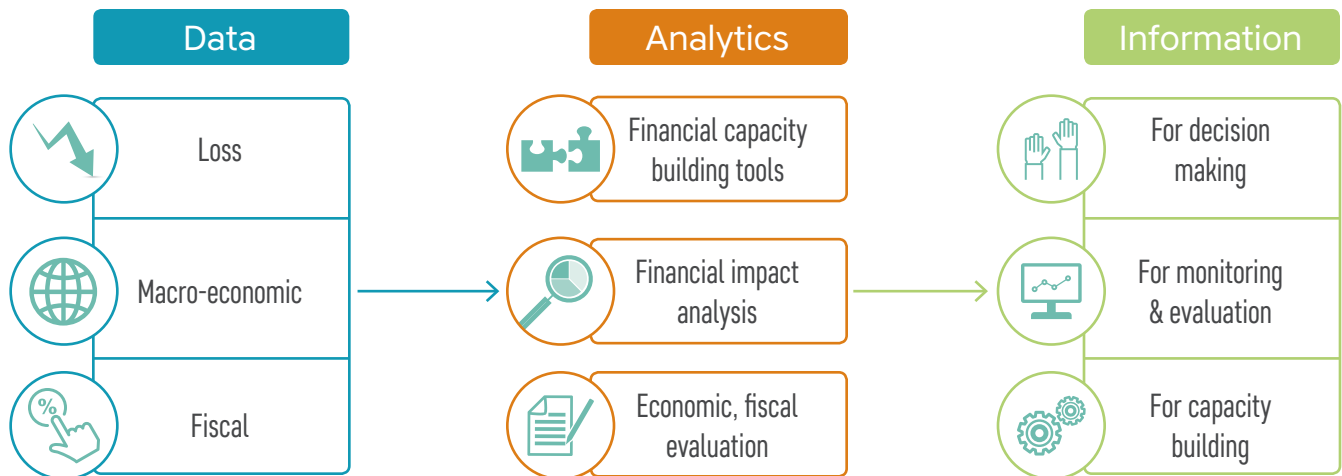 Data
Loss
Macro-economic
%
Fiscal
Analytics
Financial capacity
building tools
Financial impact
analysis
Economic, fiscal
evaluation
Information
For decision
making
For monitoring
& evaluation
For capacity
building